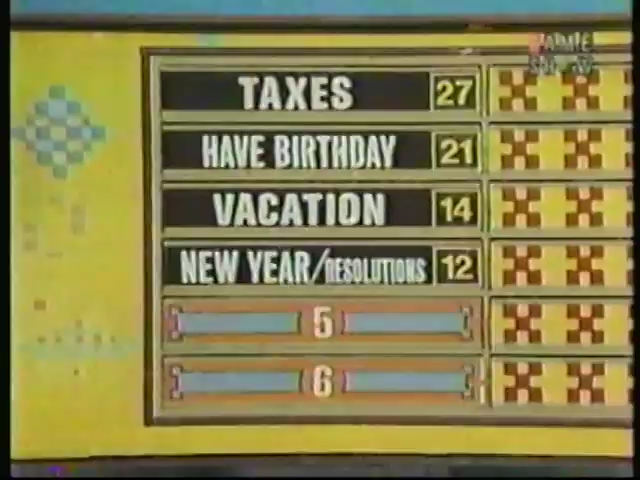 TAXES 27
HAVE BIRTHDAY 21
VACATION 14
NEW YEAR/RESOLUTIONS 12
5
6